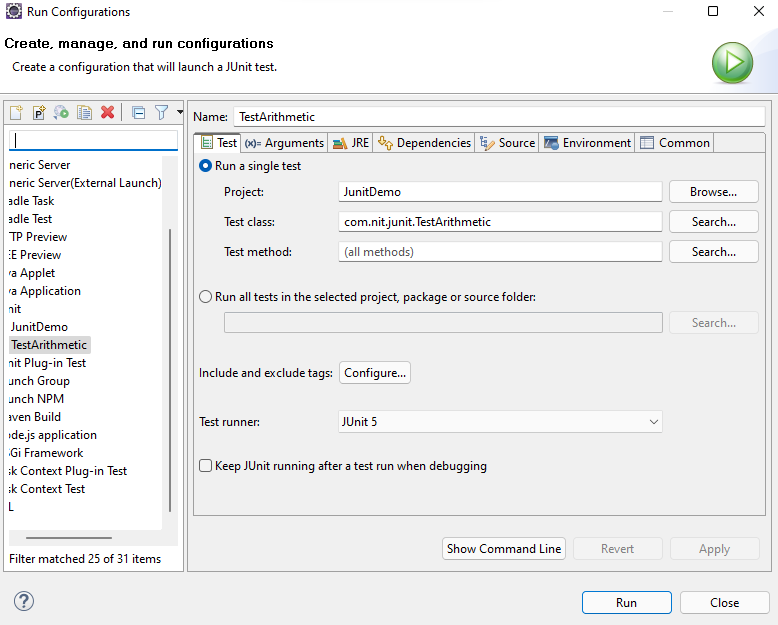 Run Configurations
Create, manage, and run configurations
Create a configuration that will launch a JUnit test.
P
neric Server
neric Server(External Launch)
adle Task
adle Test
TP Preview
EE Preview
va Applet
va Application
nit
JunitDemo
TestArithmetic
nit Plug-in Test
unch Group
unch NPM
aven Build
ode.js application
Gi Framework
sk Context Plug-in Test
sk Context Test
L
Filter matched 25 of 31 items
Name: TestArithmetic
Test (x)= Arguments JRE Dependencies Source Environment Common
Run a single test
Project: JunitDemo Browse...
Test class: com.nit.junit.TestArithmetic Search...
Test method: (all methods) Search...
Run all tests in the selected project, package or source folder:
Search...
Include and exclude tags: Configure...
Test runner: JUnit 5
Keep JUnit running after a test run when debugging
Show Command Line Revert Apply
? Run Close